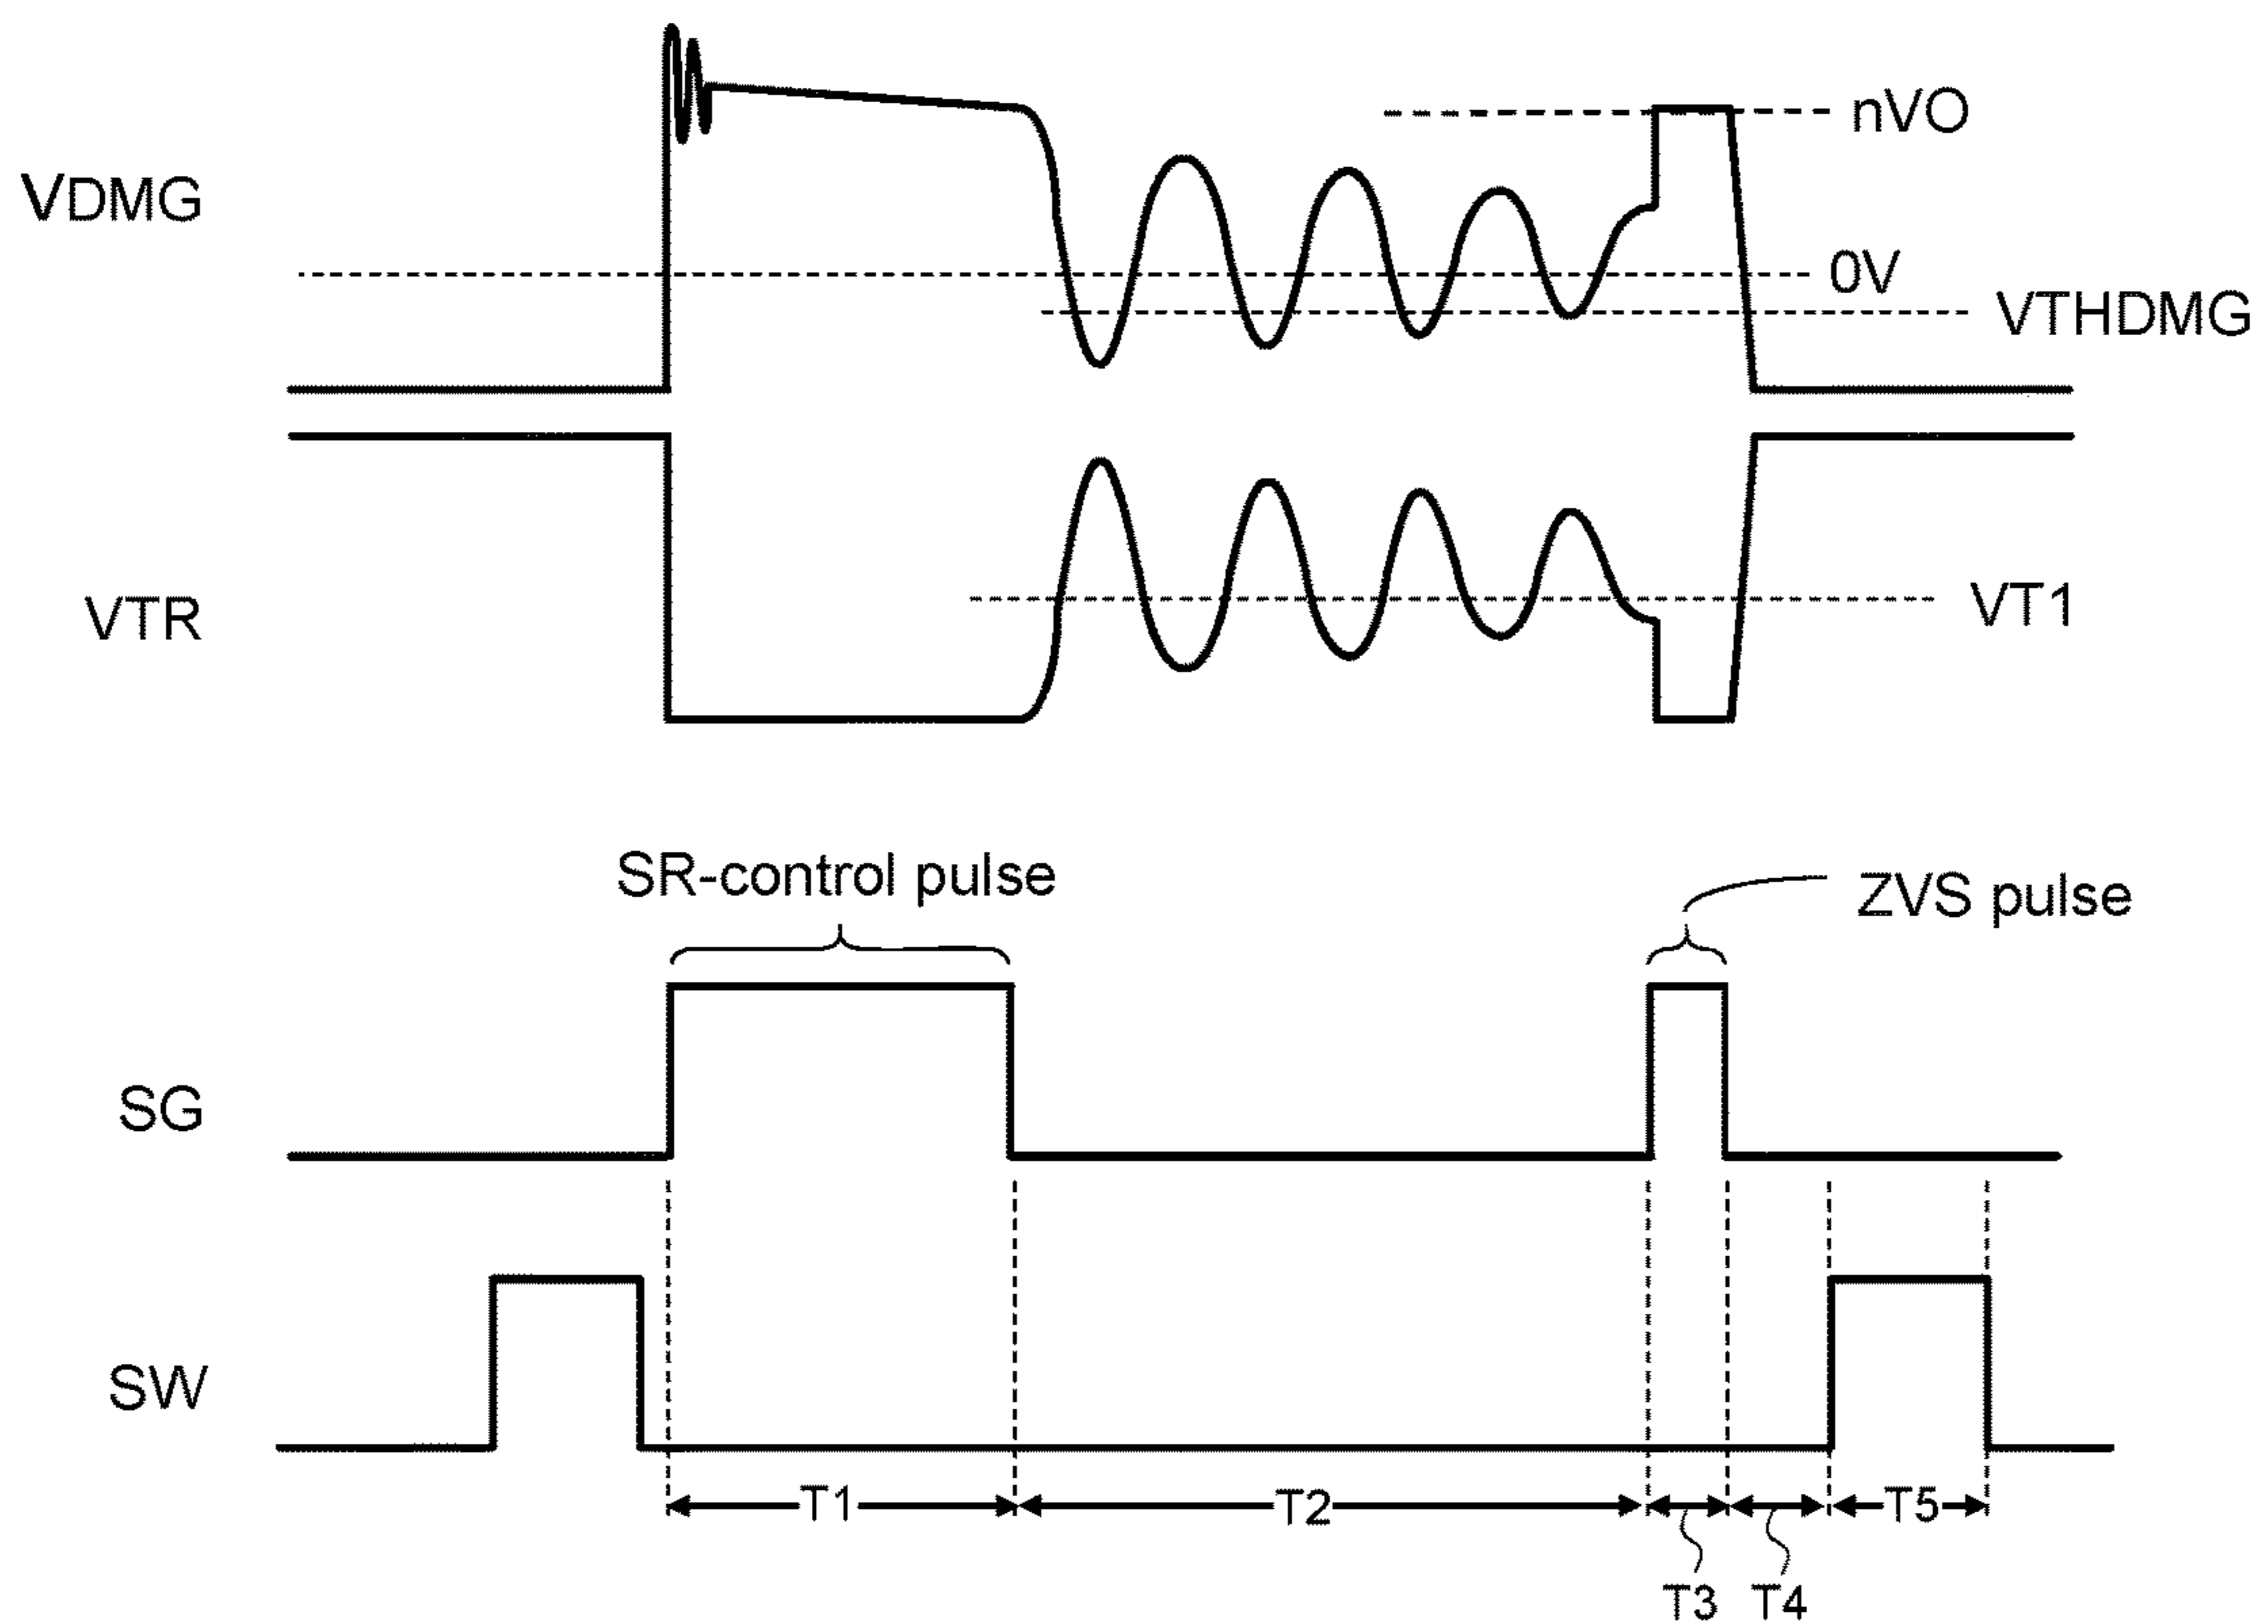 nVO
VDMG
0V
VTHDMG
VTR
VT1
SR-control pulse
ZVS pulse
SG
SW
T1
T2
T5
T3
T4